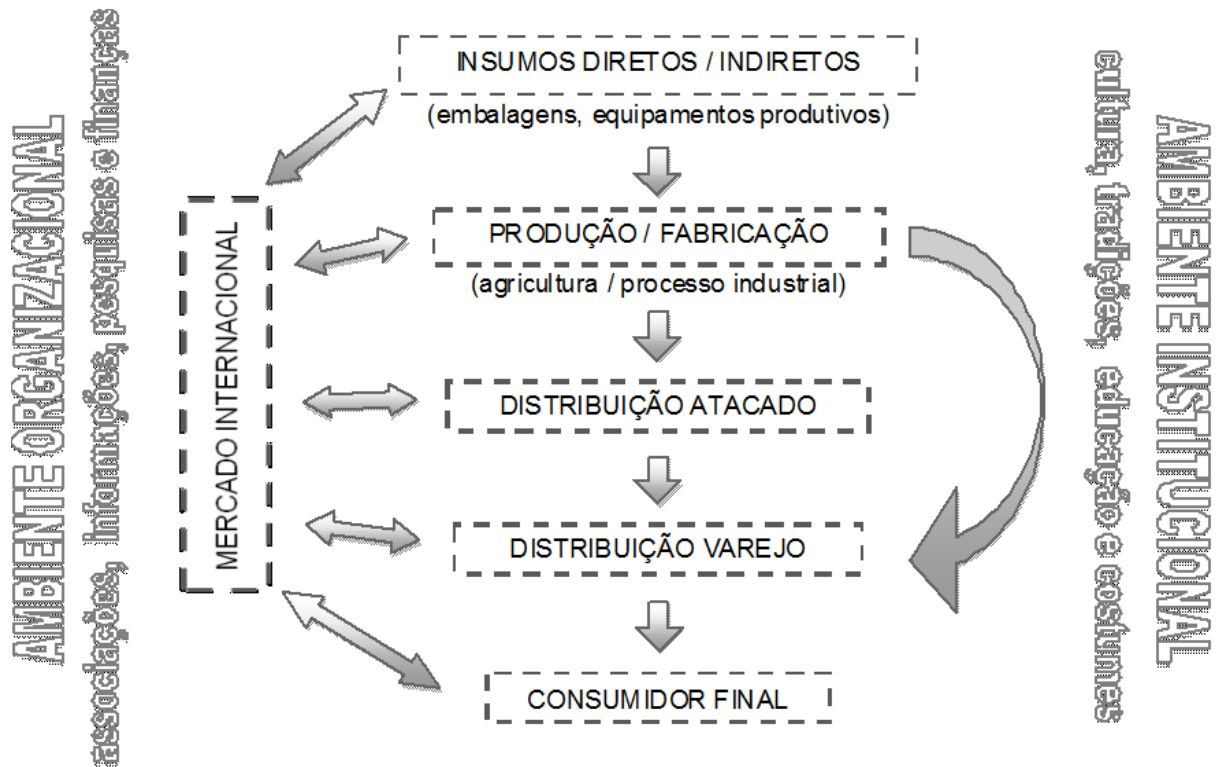 AMBIENTE ORGANIZACIONAL
associações, informações, pesquisas e finanças
MERCADO INTERNACIONAL
INSUMOS DIRETOS / INDIRETOS
(embalagens, equipamentos produtivos)
PRODUÇÃO / FABRICAÇÃO
(agricultura / processo industrial)
DISTRIBUIÇÃO ATACADO
DISTRIBUIÇÃO VAREJO
CONSUMIDOR FINAL
cultura, tradições, educação e costumes
AMBIENTE INSTITUCIONAL